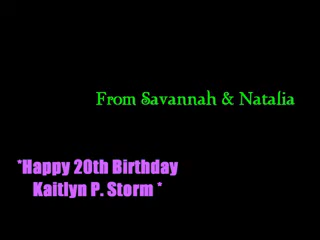 From Savannah & Natalia
*Happy 20th Birthday
Kaitlyn P. Storm *